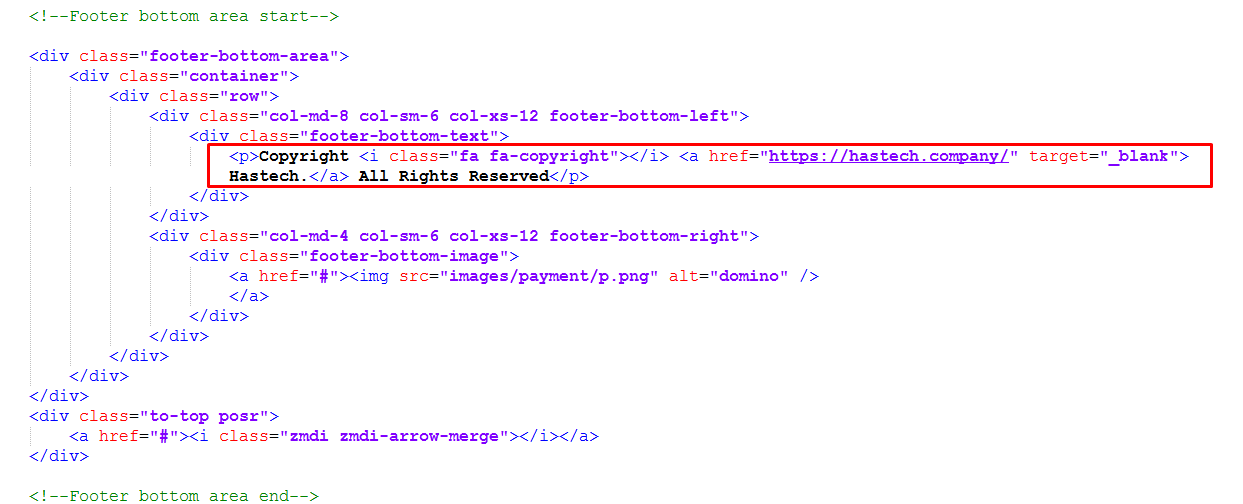 <!--Footer bottom area start-->
<div class="footer-bottom-area">
<div class="container">
<div class="row">
<div class="col-md-8 col-sm-6 col-xs-12 footer-bottom-left">
<div class="footer-bottom-text">
<p>Copyright <i class="fa fa-copyright"></i> <a href="https://hastech.company/" target="_blank">
Hastech.</a> All Rights Reserved</p>
</div>
</div>
<div class="col-md-4 col-sm-6 col-xs-12 footer-bottom-right">
<div class="footer-bottom-image">
<a href="#"><img src="images/payment/p.png" alt="domino" />
</a>
</div>
</div>
</div>
</div>
</div>
<div class="to-top posr">
<a href="#"><i class="zmdi zmdi-arrow-merge"></i></a>
</div>
<!--Footer bottom area end-->